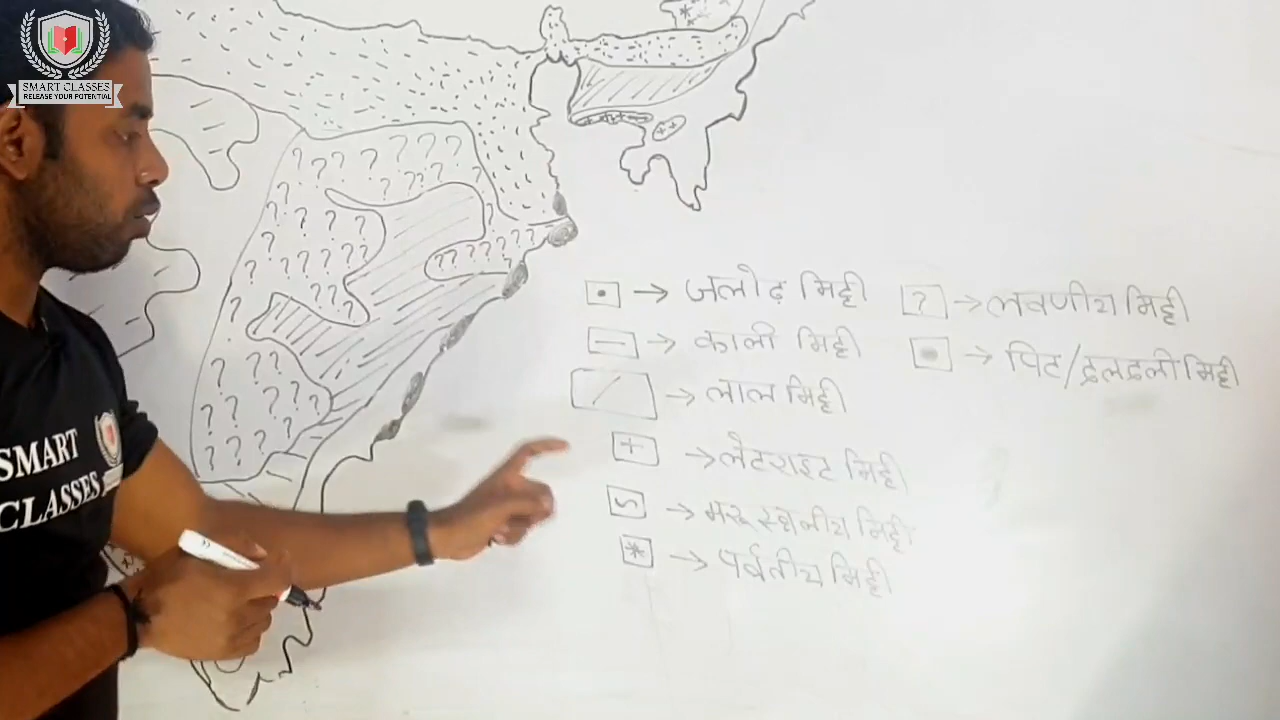 SMART CLASSES
RELEASE YOUR POTENTIAL
SMART
CLASSES
• → जलोढ़ मिट्टी
— → काली मिट्टी
/ → लाल मिट्टी
+ → लेटराइट मिट्टी
→ मरुस्थलीय मिट्टी
* → पर्वतीय मिट्टी
? → लवणीय मिट्टी
• → पिट/दलदली मिट्टी